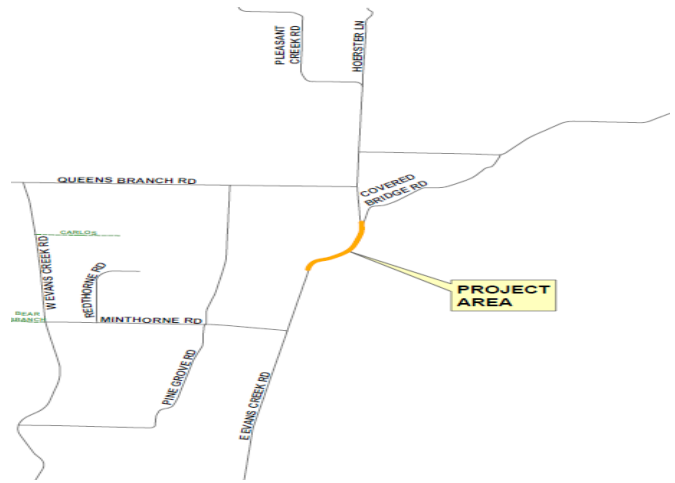 PLEASANT
CREEK RD
HOERSTER LN
QUEENS BRANCH RD
COVERED
BRIDGE RD
CARLOS
W EVANS CREEK RD
REDTHORNE RD
PROJECT
AREA
BEAR
BRANCH
MINTHORNE RD
PINE GROVE RD
E EVANS CREEK RD